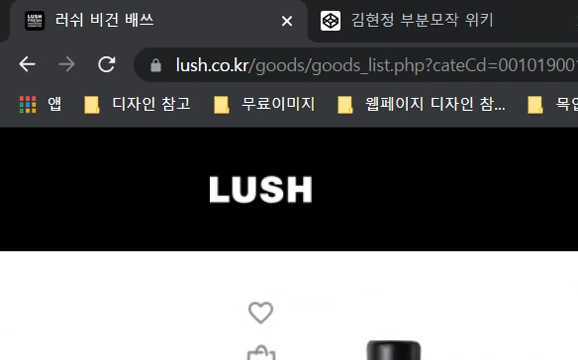 러쉬 비건 배쓰
김현정 부분모작 위키
lush.co.kr/goods/goods_list.php?cateCd=00101900
앱 디자인 참고 무료이미지 웹페이지 디자인 참...
LUSH